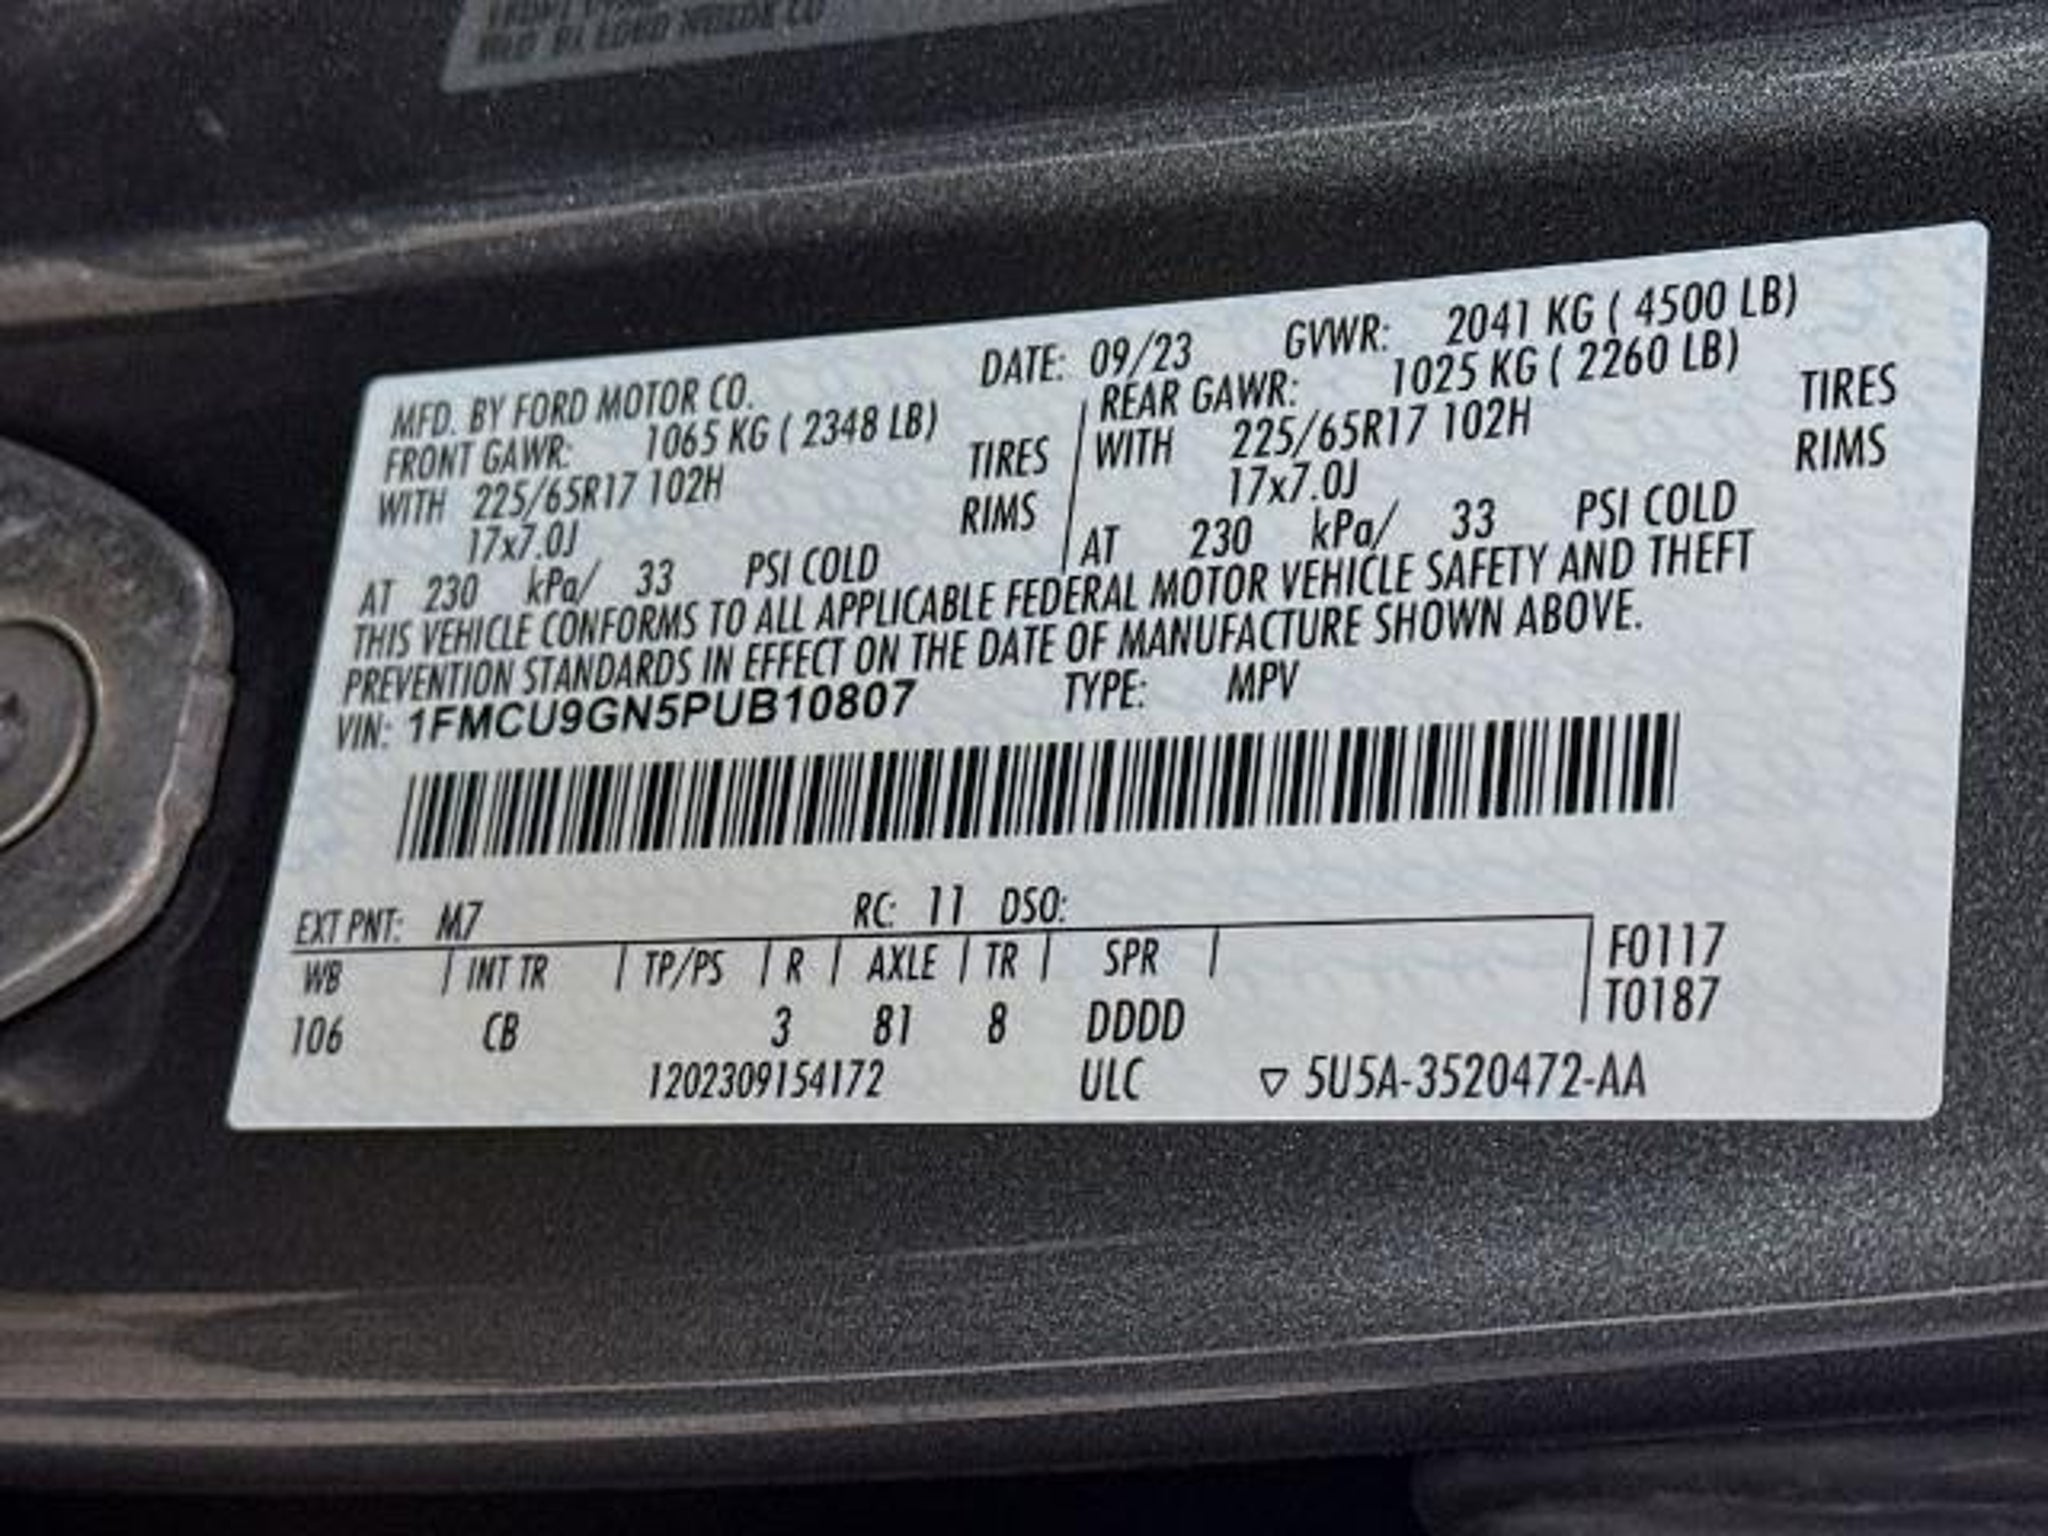 MFD. BY FORD MOTOR CO. DATE: 09/23 GVWR: 2041 KG ( 4500 LB)
FRONT GAWR: 1065 KG ( 2348 LB) REAR GAWR: 1025 KG ( 2260 LB)
WITH 225/65R17 102H TIRES WITH 225/65R17 102H TIRES
17x7.0J RIMS 17x7.0J RIMS
AT 230 kPa/ 33 PSI COLD AT 230 kPa/ 33 PSI COLD
THIS VEHICLE CONFORMS TO ALL APPLICABLE FEDERAL MOTOR VEHICLE SAFETY AND THEFT
PREVENTION STANDARDS IN EFFECT ON THE DATE OF MANUFACTURE SHOWN ABOVE.
VIN: 1FMCU9GN5PUB10807 TYPE: MPV
EXT PNT: M7 RC: 11 DSO:
WB INT TR TP/PS R AXLE TR SPR F0117
T0187
106 CB 3 81 8 DDDD
1202309154172 ULC ▽ 5U5A-3520472-AA